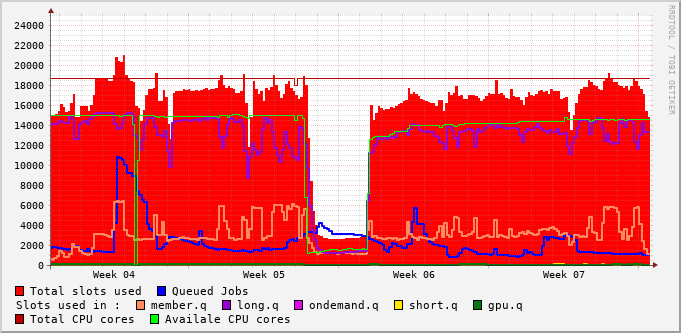 24000
22000
20000
18000
16000
14000
12000
10000
8000
6000
4000
2000
0
Week 04 Week 05 Week 06 Week 07
Total slots used Queued Jobs
Slots used in : member.q long.q ondemand.q short.q gpu.q
Total CPU cores Availale CPU cores
RRDTOOL / TOBI OETIKER